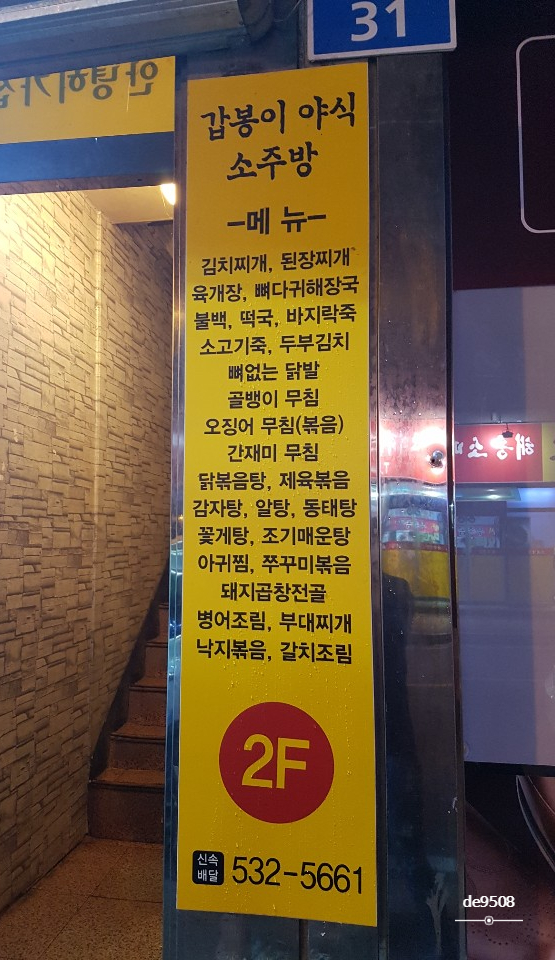 31
안녕히가
갑봉이 야식
소주방
-메 뉴-
김치찌개, 된장찌개
육개장, 뼈다귀해장국
불백, 떡국, 바지락죽
소고기죽, 두부김치
뼈없는 닭발
골뱅이 무침
오징어 무침(볶음)
간재미 무침
닭볶음탕, 제육볶음
감자탕, 알탕, 동태탕
꽃게탕, 조기매운탕
아귀찜, 쭈꾸미볶음
돼지곱창전골
병어조림, 부대찌개
낙지볶음, 갈치조림
2F
신속
배달
532-5661
de9508